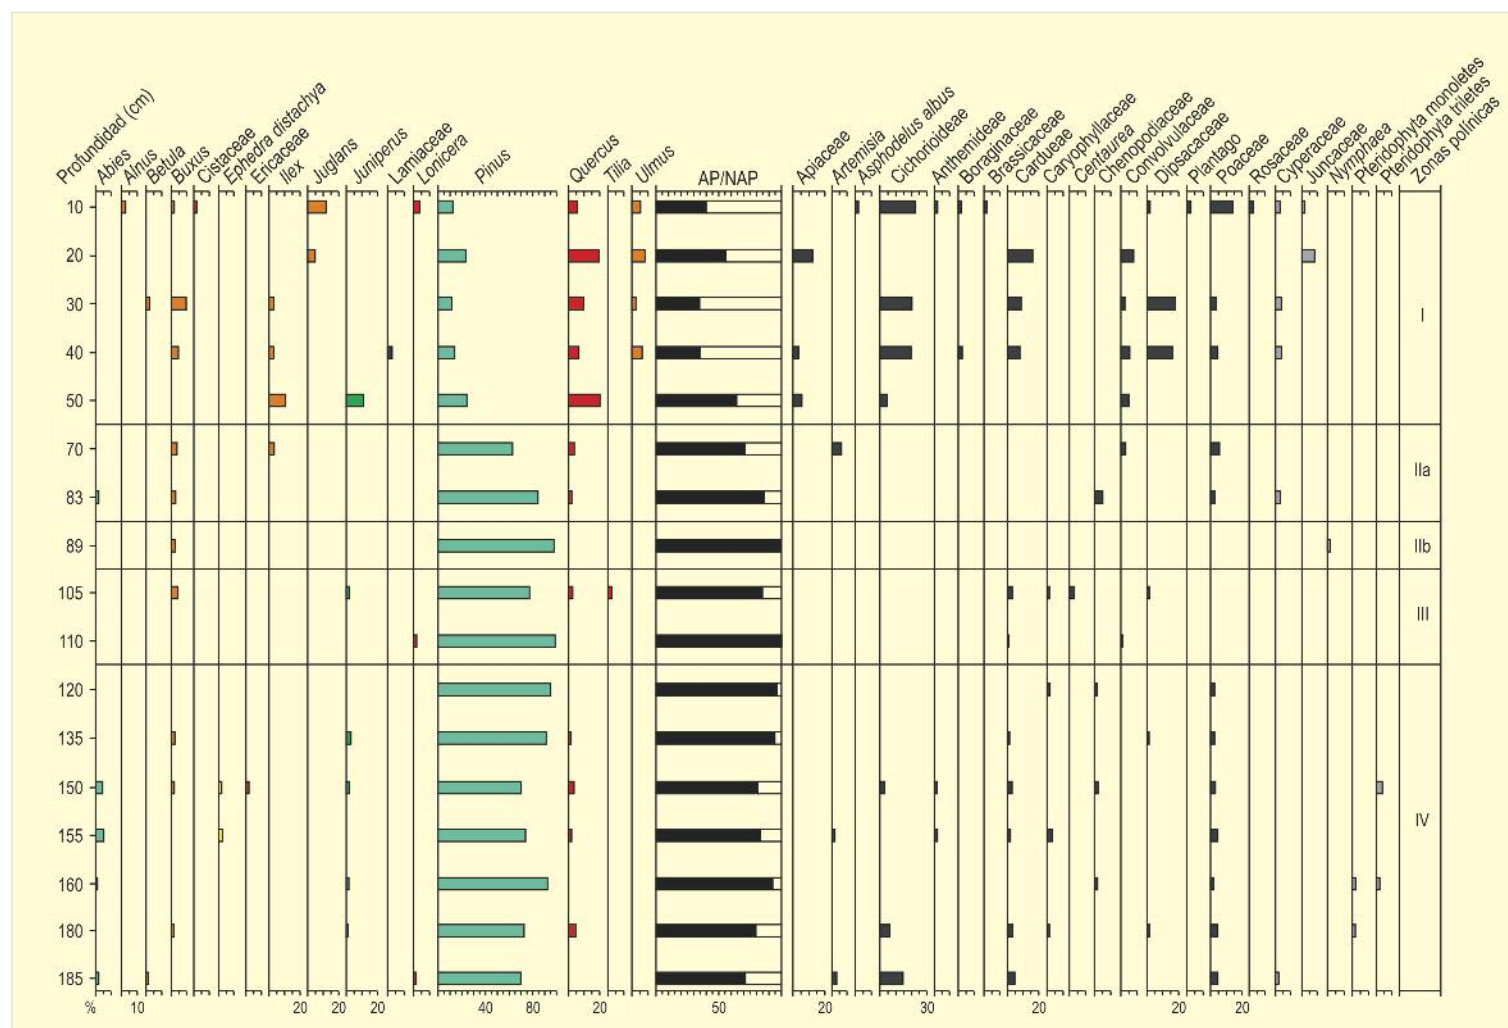 Profundidad (cm)
Abies
Alnus
Betula
Buxus
Cistaceae
Ephedra distachya
Ericaceae
Ilex
Juglans
Juniperus
Lamiaceae
Lonicera
Pinus
Quercus
Tilia
Ulmus
AP/NAP
Apiaceae
Artemisia
Asphodelus albus
Cichorioideae
Anthemideae
Boraginaceae
Brassicaceae
Cardueae
Caryophyllaceae
Centaurea
Chenopodiaceae
Convolvulaceae
Dipsacaceae
Plantago
Poaceae
Rosaceae
Cyperaceae
Juncaceae
Nymphaea
Pteridophyta monoletes
Pteridophyta triletes
Zonas polínicas
10
20
30
I
40
50
70
IIa
83
89
IIb
105
III
110
120
135
150
IV
155
160
180
185
% 10 20 20 20 40 80 20 50 20 30 20 20 20